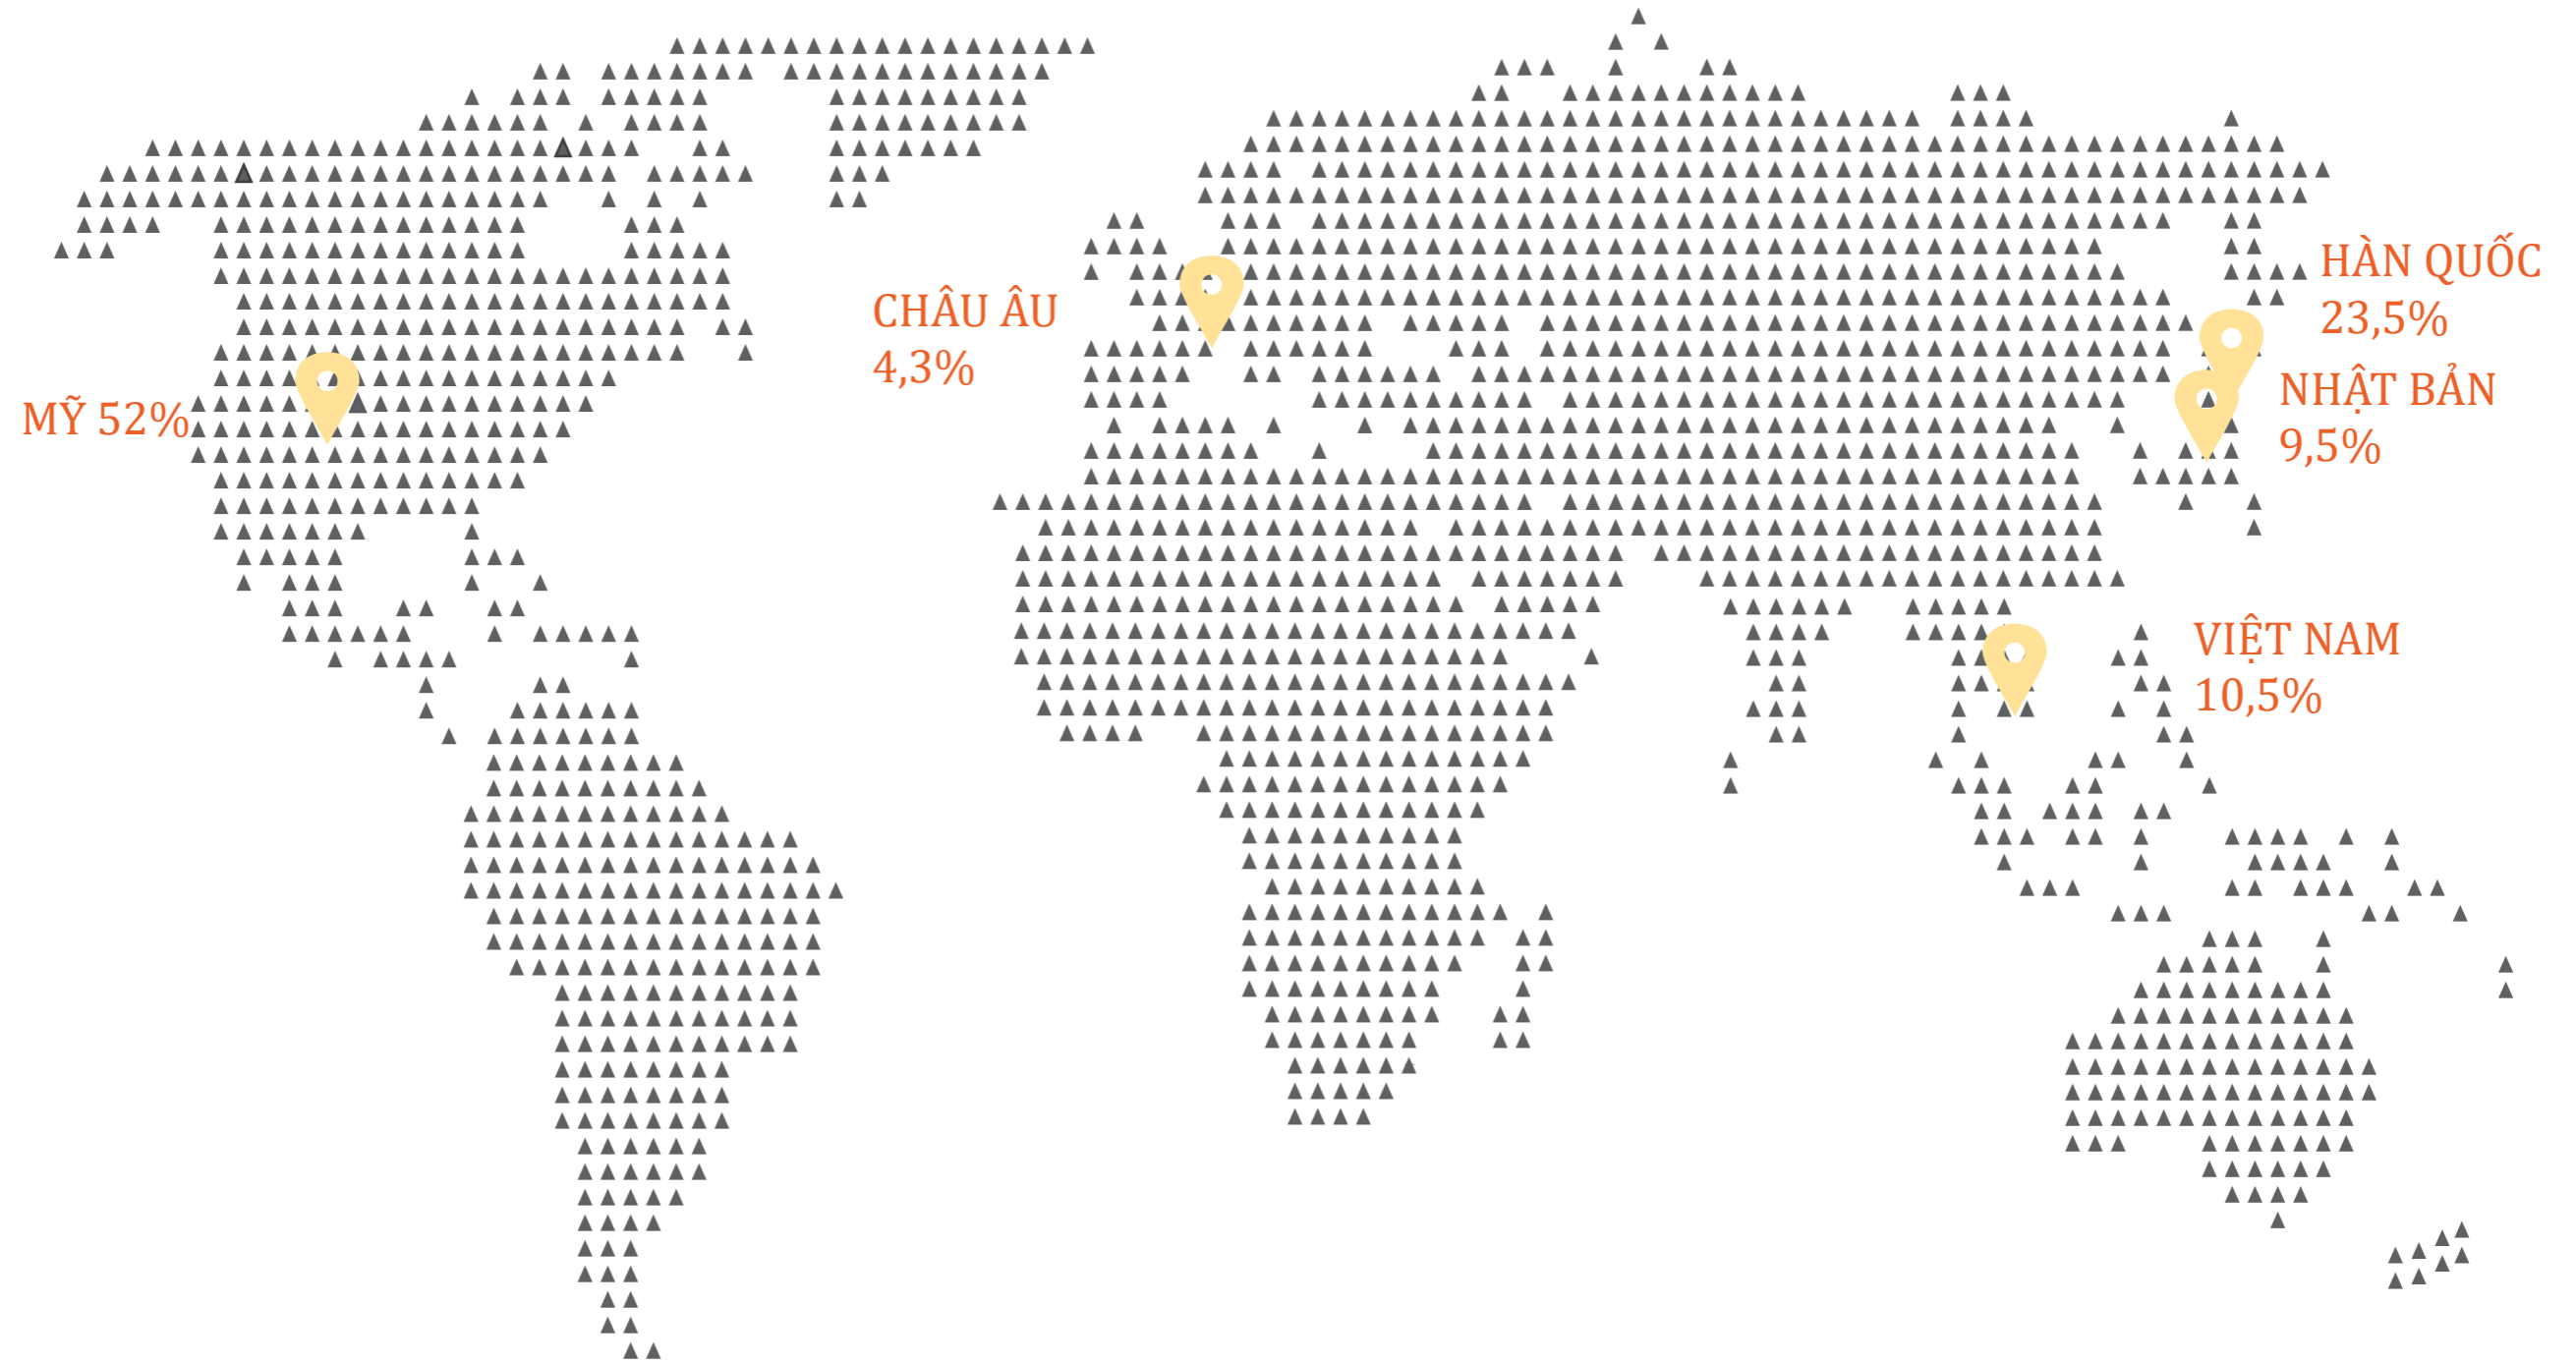 HÀN QUỐC
23,5%
CHÂU ÂU
4,3%
NHẬT BẢN
9,5%
MỸ 52%
VIỆT NAM
10,5%